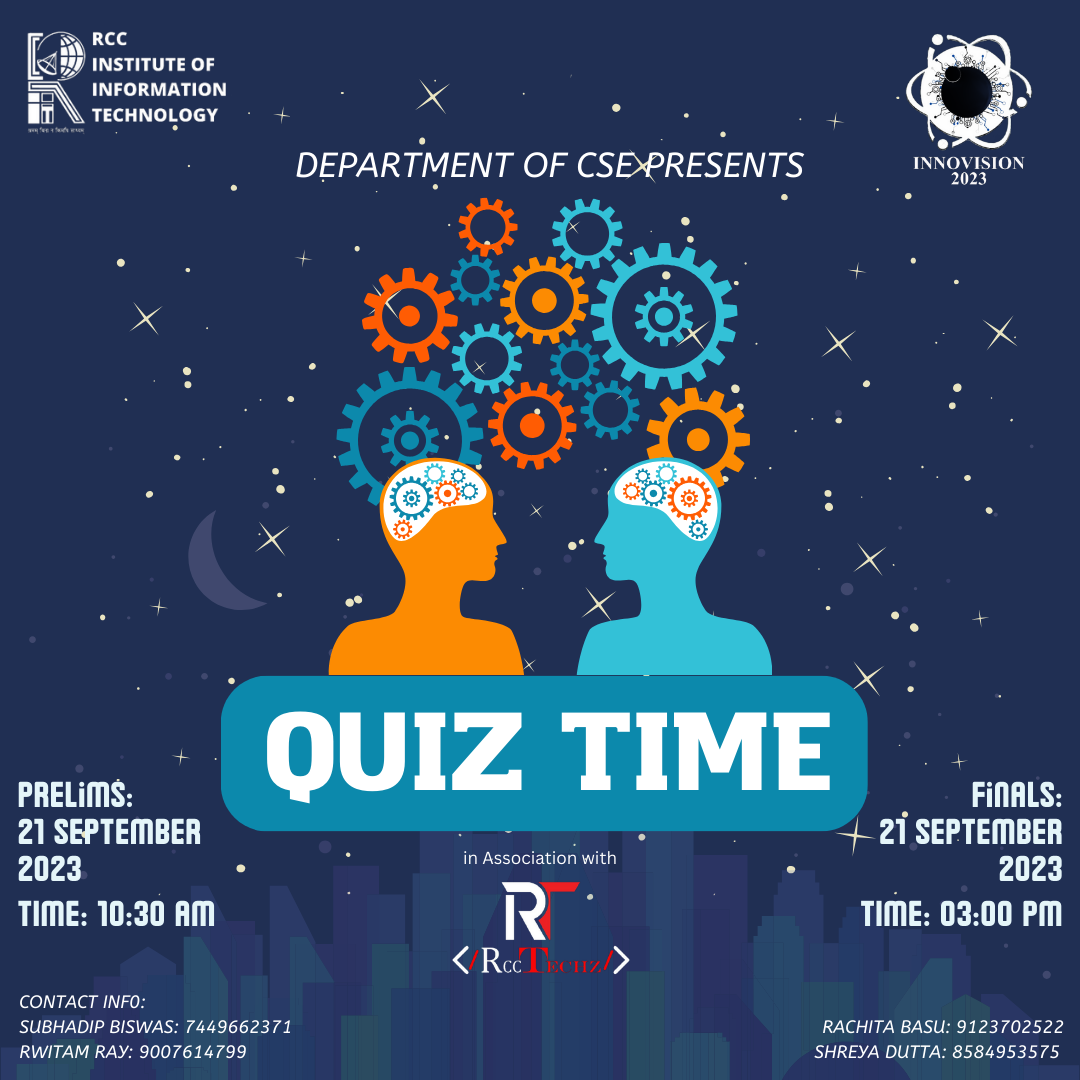 RCC
INSTITUTE OF
INFORMATION
TECHNOLOGY
INNOVISION
2023
DEPARTMENT OF CSE PRESENTS
QUIZ TIME
PRELIMS:
21 SEPTEMBER
2023
TIME: 10:30 AM
FINALS:
21 SEPTEMBER
2023
TIME: 03:00 PM
in Association with
RT
</RCCTECHZ/>
CONTACT INF0:
SUBHADIP BISWAS: 7449662371
RWITAM RAY: 9007614799
RACHITA BASU: 9123702522
SHREYA DUTTA: 8584953575